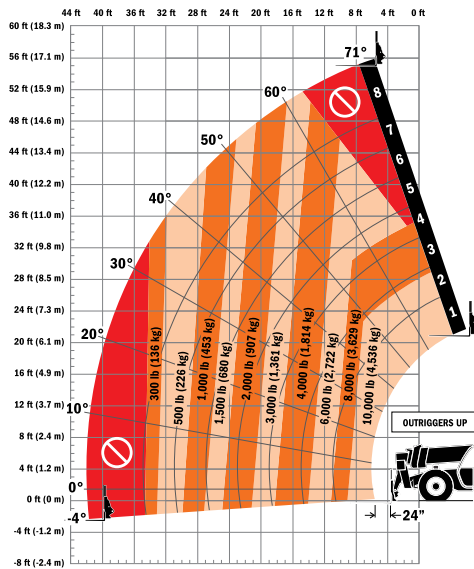 44 ft 40 ft 36 ft 32 ft 28 ft 24 ft 20 ft 16 ft 12 ft 8 ft 4 ft 0 ft
60 ft (18.3 m)
56 ft (17.1 m)
52 ft (15.9 m)
48 ft (14.6 m)
44 ft (13.4 m)
40 ft (12.2 m)
36 ft (11.0 m)
32 ft (9.8 m)
28 ft (8.5 m)
24 ft (7.3 m)
20 ft (6.1 m)
16 ft (4.9 m)
12 ft (3.7 m)
8 ft (2.4 m)
4 ft (1.2 m)
0 ft (0 m)
-4 ft (-1.2 m)
-8 ft (-2.4 m)
71°
60°
50°
40°
30°
20°
10°
0°
-4°
8
7
6
5
4
3
2
1
300 lb (136 kg)
500 lb (226 kg)
1,000 lb (453 kg)
1,500 lb (680 kg)
2,000 lb (907 kg)
3,000 lb (1,361 kg)
4,000 lb (1.814 kg)
6,000 lb (2,722 kg)
8,000 lb (3,629 kg)
10,000 lb (4,536 kg)
OUTRIGGERS UP
24”